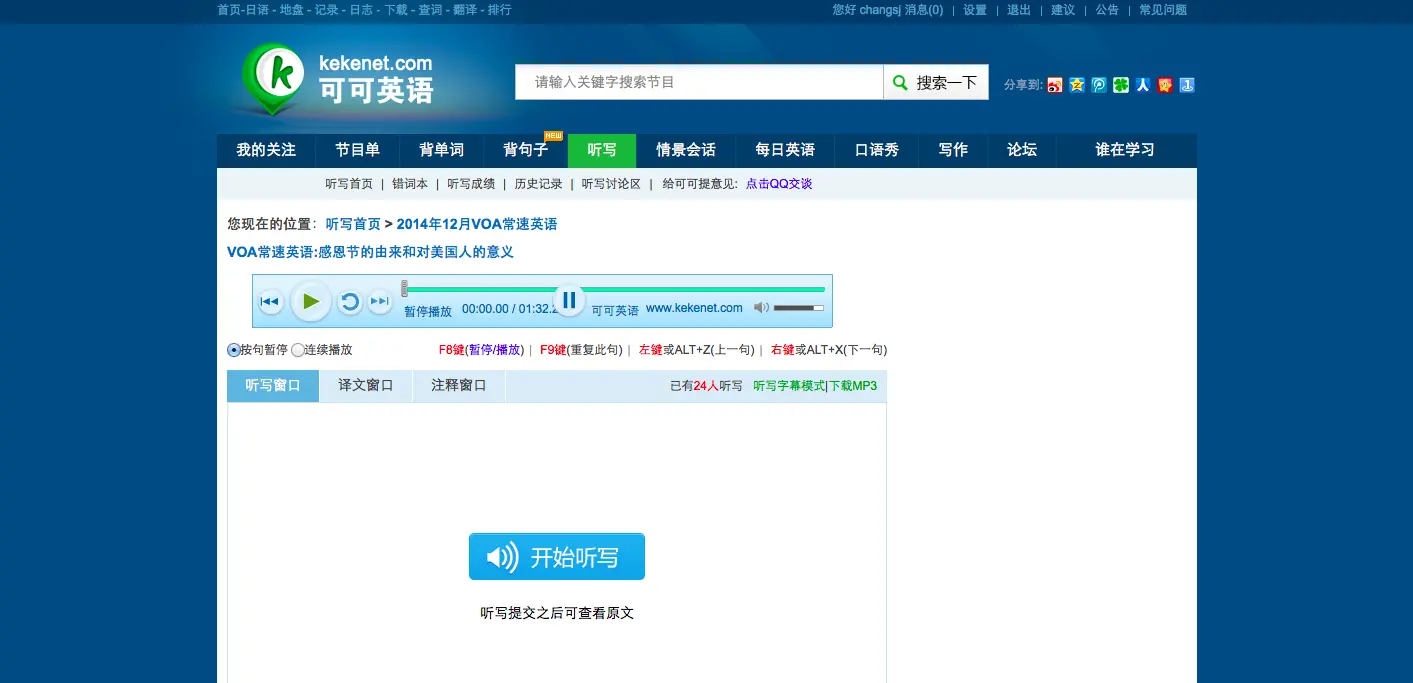 首页-日语 - 地盘 - 记录 - 日志 - 下载 - 查词 - 翻译 - 排行
您好 changsj 消息(0) | 设置 | 退出 | 建议 | 公告 | 常见问题
kekenet.com
可可英语
请输入关键字搜索节目
搜索一下
分享到:
我的关注 节目单 背单词 背句子 NEW 听写 情景会话 每日英语 口语秀 写作 论坛 谁在学习
听写首页 | 错词本 | 听写成绩 | 历史记录 | 听写讨论区 | 给可可提意见: 点击QQ交谈
您现在的位置: 听写首页 > 2014年12月VOA常速英语
VOA常速英语:感恩节的由来和对美国人的意义
暂停播放 00:00.00 / 01:32.2 可可英语 www.kekenet.com
按句暂停 连续播放 F8键(暂停/播放) | F9键(重复此句) | 左键或ALT+Z(上一句) | 右键或ALT+X(下一句)
听写窗口 译文窗口 注释窗口 已有24人听写 听写字幕模式|下载MP3
开始听写
听写提交之后可查看原文